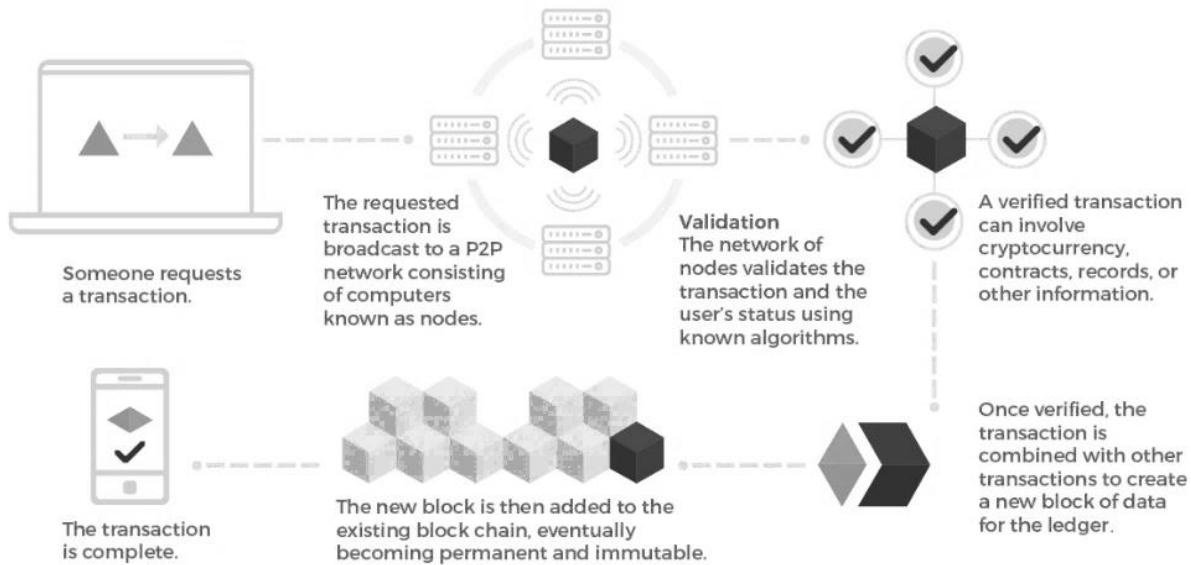 Someone requests
a transaction.
The requested
transaction is
broadcast to a P2P
network consisting
of computers
known as nodes.
Validation
The network of
nodes validates the
transaction and the
user's status using
known algorithms.
A verified transaction
can involve
cryptocurrency,
contracts, records, or
other information.
Once verified, the
transaction is
combined with other
transactions to create
a new block of data
for the ledger.
The new block is then added to the
existing block chain, eventually
becoming permanent and immutable.
The transaction
is complete.